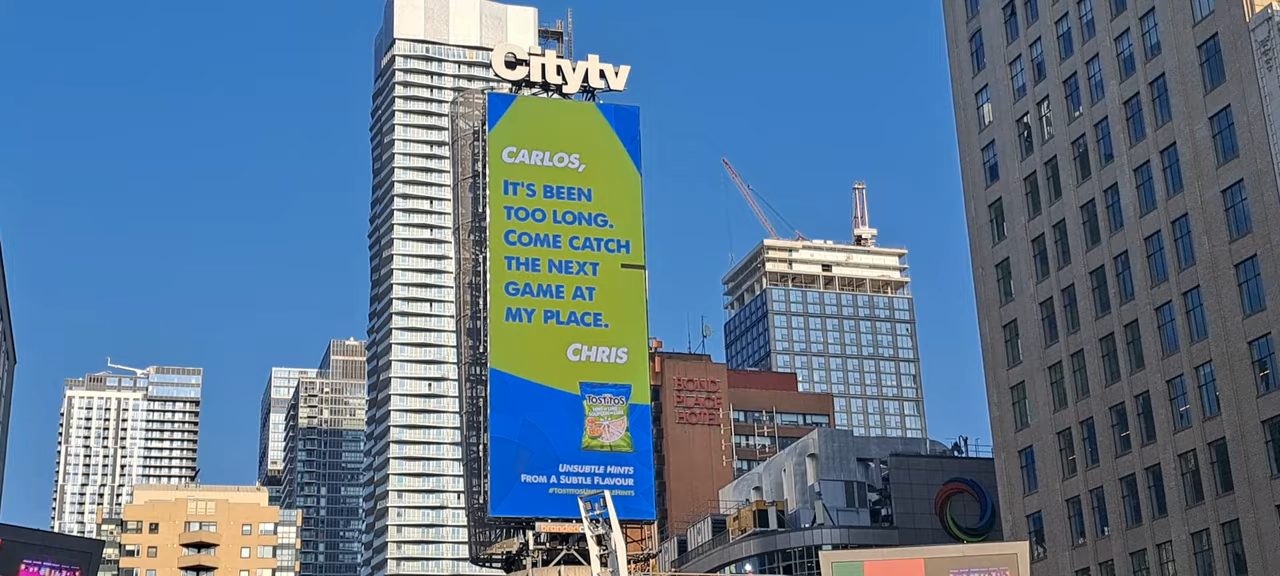 Citytv
CARLOS,
IT'S BEEN
TOO LONG.
COME CATCH
THE NEXT
GAME AT
MY PLACE.
CHRIS
TOSTITOS
UNSUBTLE HINTS
FROM A SUBTLE FLAVOUR
BOND
PLACE
HOTEL